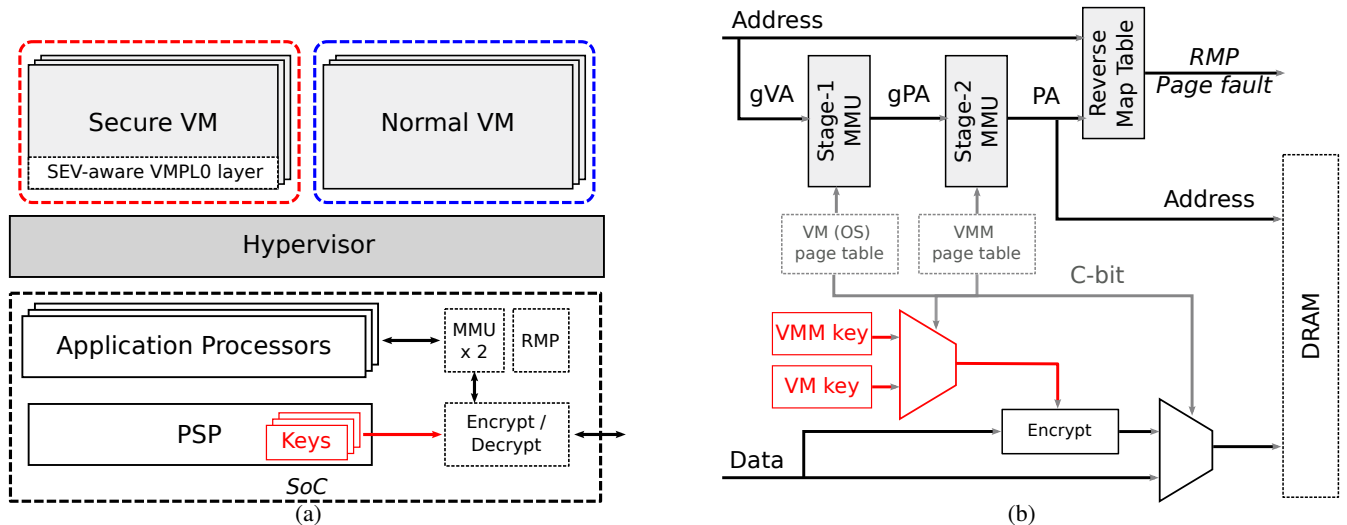 Secure VM
SEV-aware VMPL0 layer
Normal VM
Hypervisor
Application Processors
MMU
x 2
RMP
PSP
Keys
Encrypt /
Decrypt
SoC
(a)
Address
gVA
Stage-1
MMU
gPA
Stage-2
MMU
PA
Reverse
Map Table
RMP
Page fault
VM (OS)
page table
VMM
page table
Address
C-bit
VMM key
VM key
Encrypt
Data
DRAM
(b)